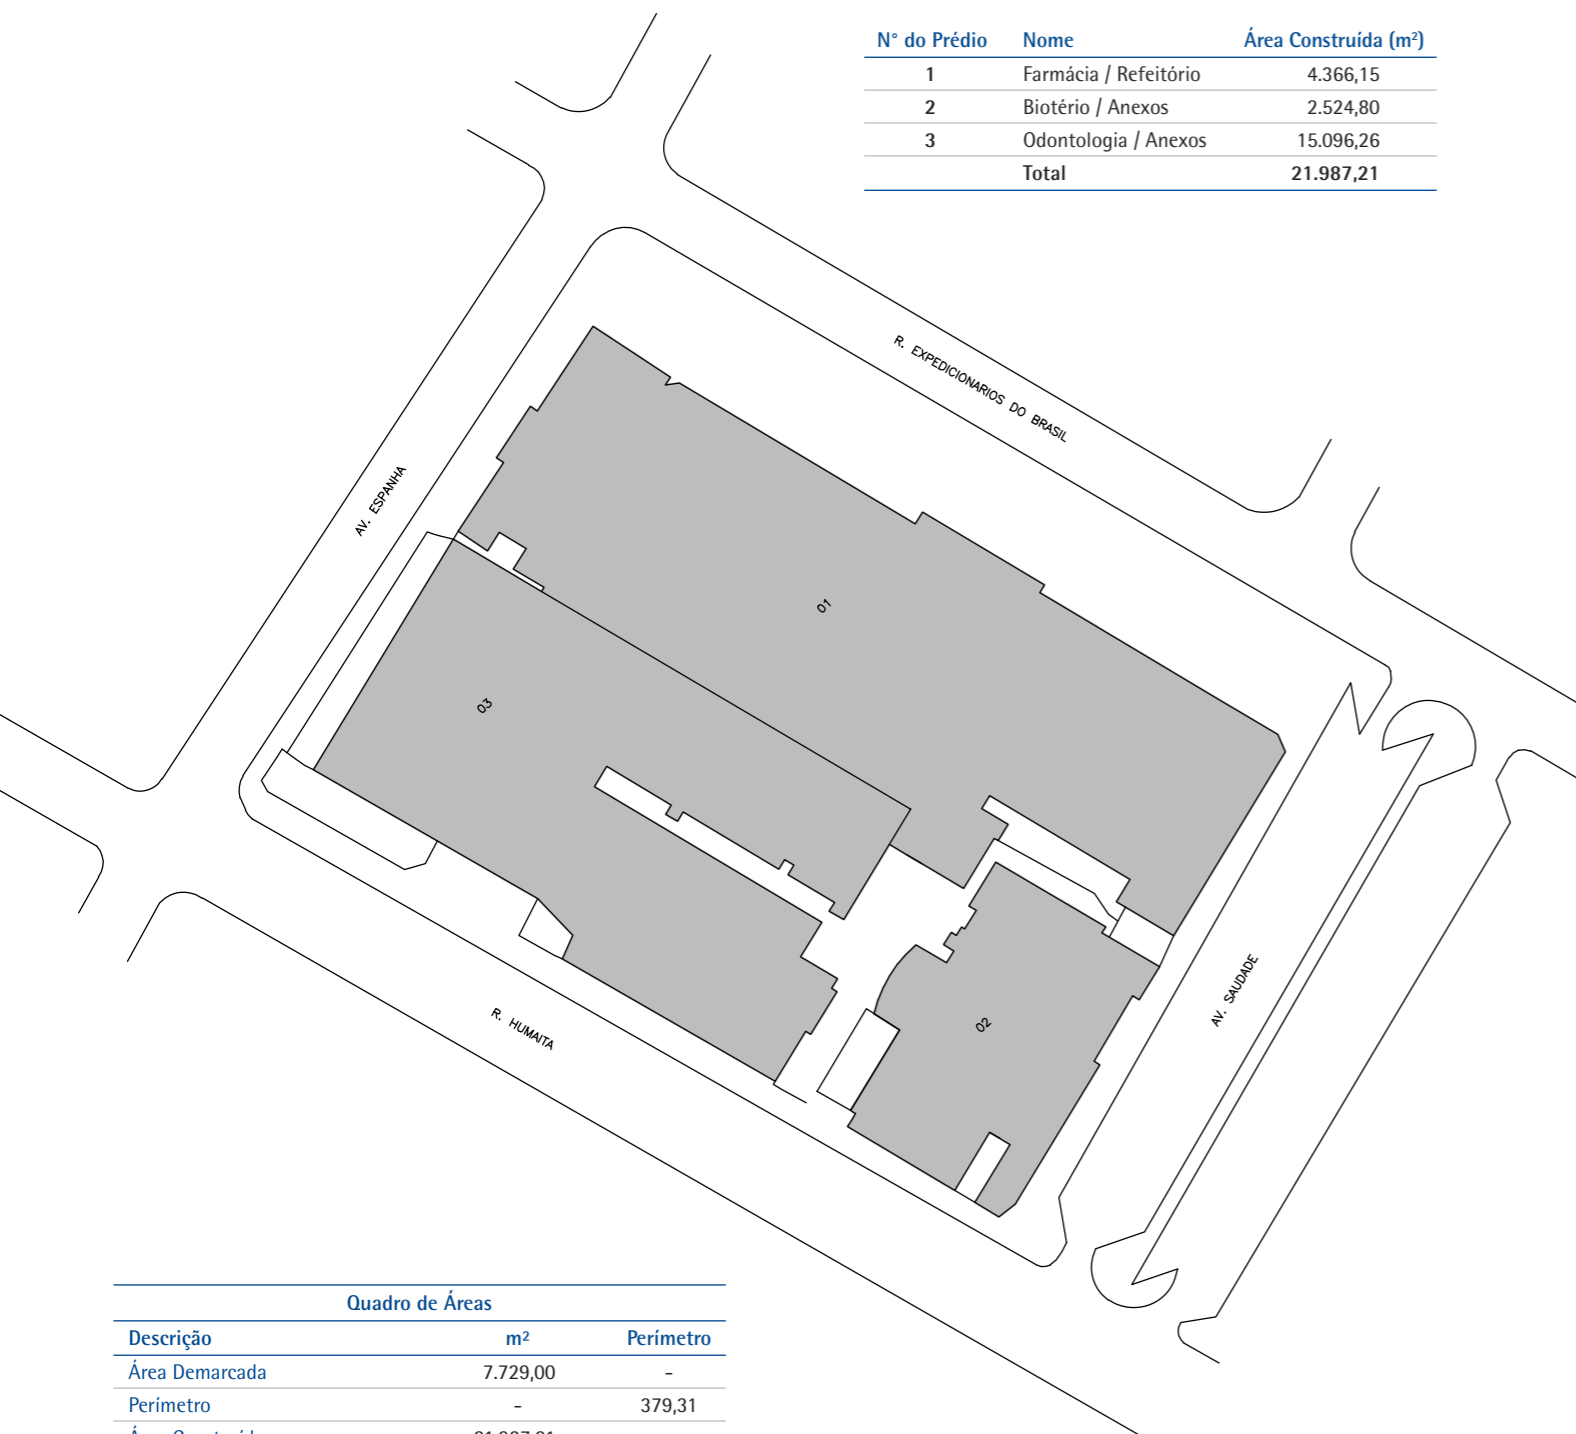 N° do Prédio Nome Área Construída (m²)
1 Farmácia / Refeitório 4.366,15
2 Biotério / Anexos 2.524,80
3 Odontologia / Anexos 15.096,26
Total 21.987,21
R. EXPEDICIONARIOS DO BRASIL
AV. ESPANHA
01
03
AV. SAUDADE
02
R. HUMAITA
Quadro de Áreas
Descrição m² Perímetro
Área Demarcada 7.729,00 -
Perímetro - 379,31